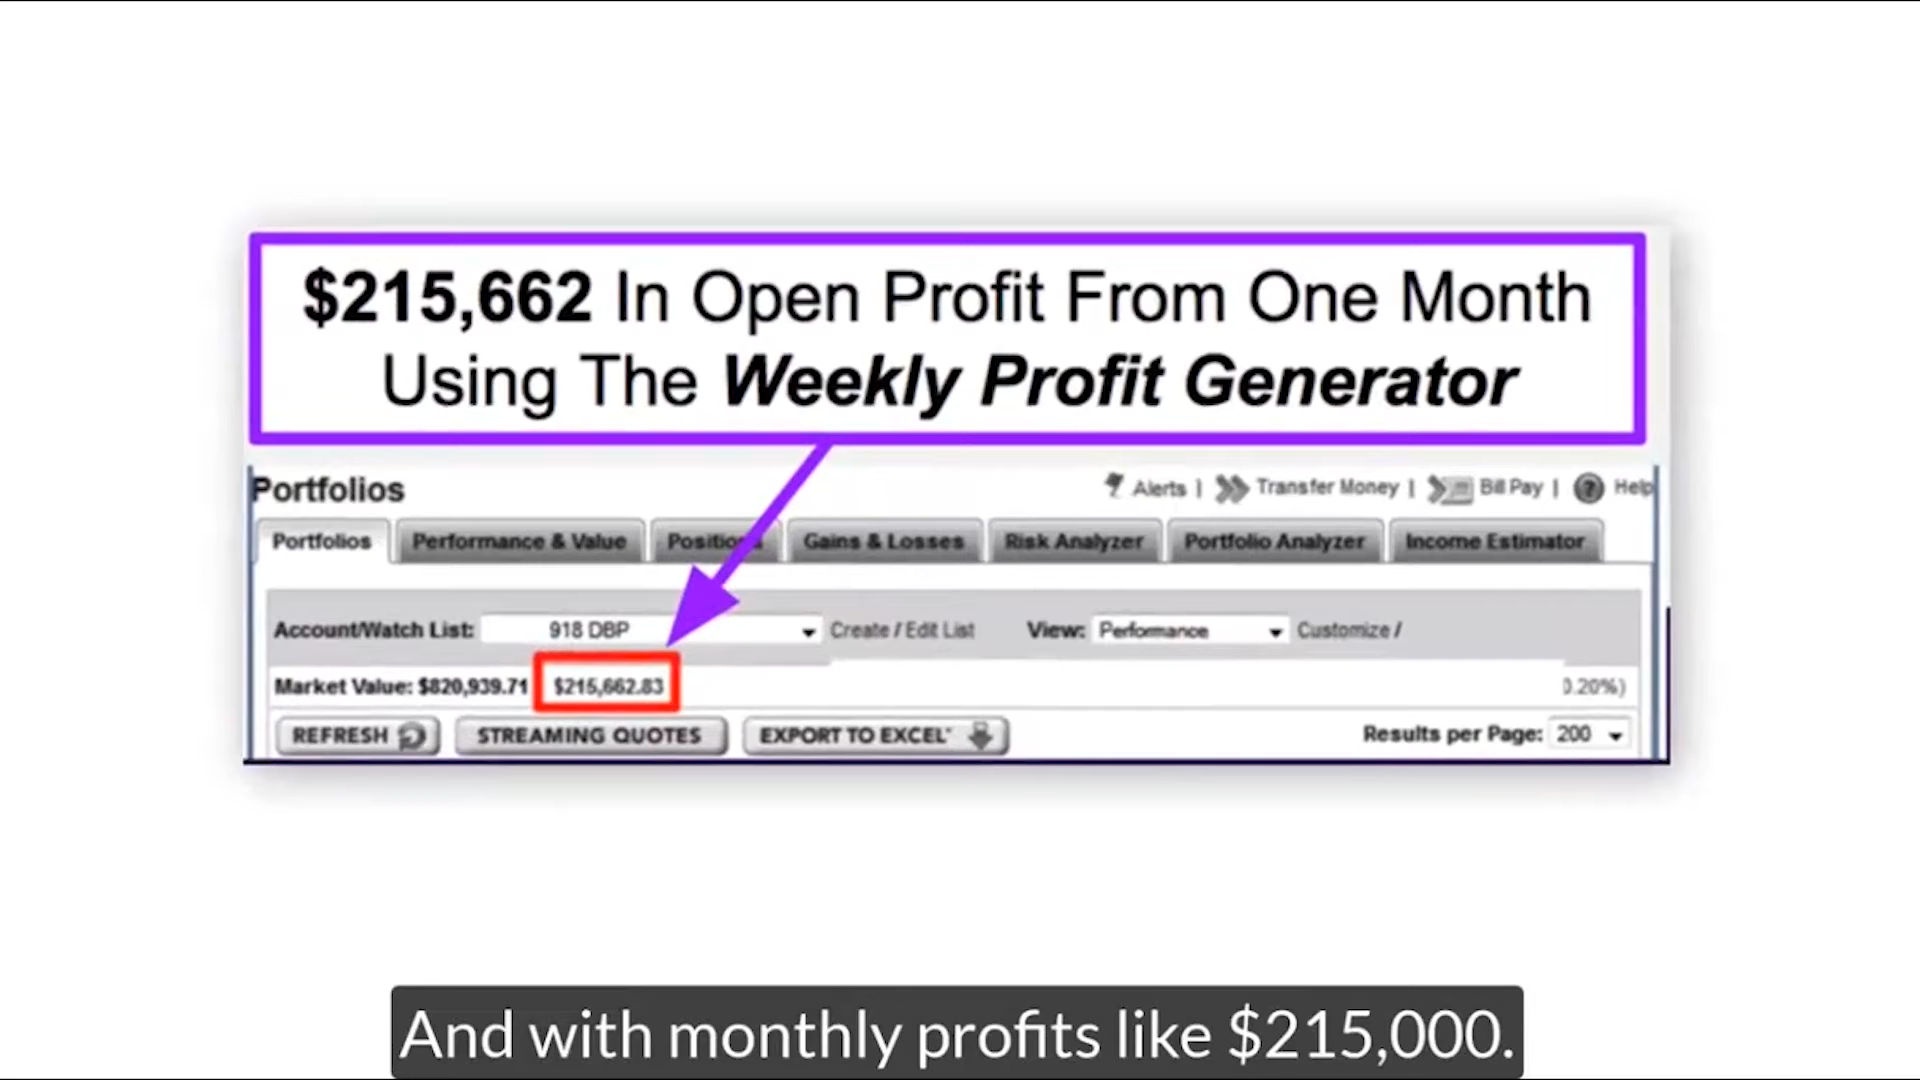 $215,662 In Open Profit From One Month
Using The Weekly Profit Generator
Portfolios
Alerts | Transfer Money | Bill Pay | Help
Portfolios Performance & Value Positions Gains & Losses Risk Analyzer Portfolio Analyzer Income Estimator
Account/Watch List: 918 DBP Create / Edit List View: Performance Customize /
Market Value: $820,939.71 $215,662.83 0.20%)
REFRESH STREAMING QUOTES EXPORT TO EXCEL* Results per Page: 200
And with monthly profits like $215,000.